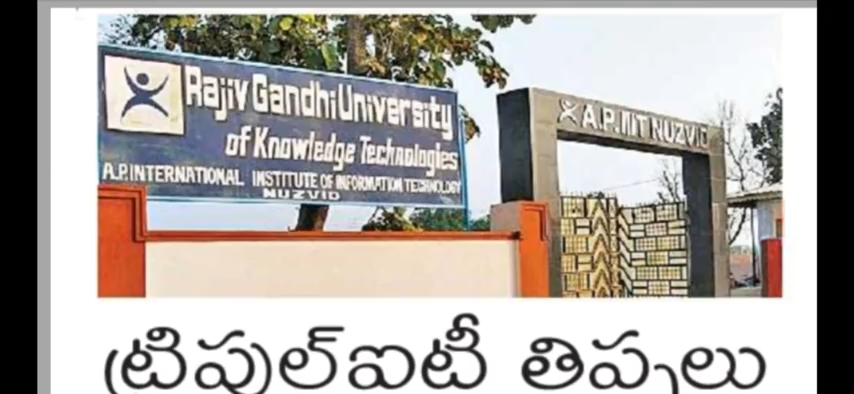 Rajiv Gandhi University
of Knowledge Technologies
A.P.INTERNATIONAL INSTITUTE OF INFORMATION TECHNOLOGY
NUZVID
A.P.IIIT NUZVID
ట్రిపుల్ఐటీ తిప్పలు